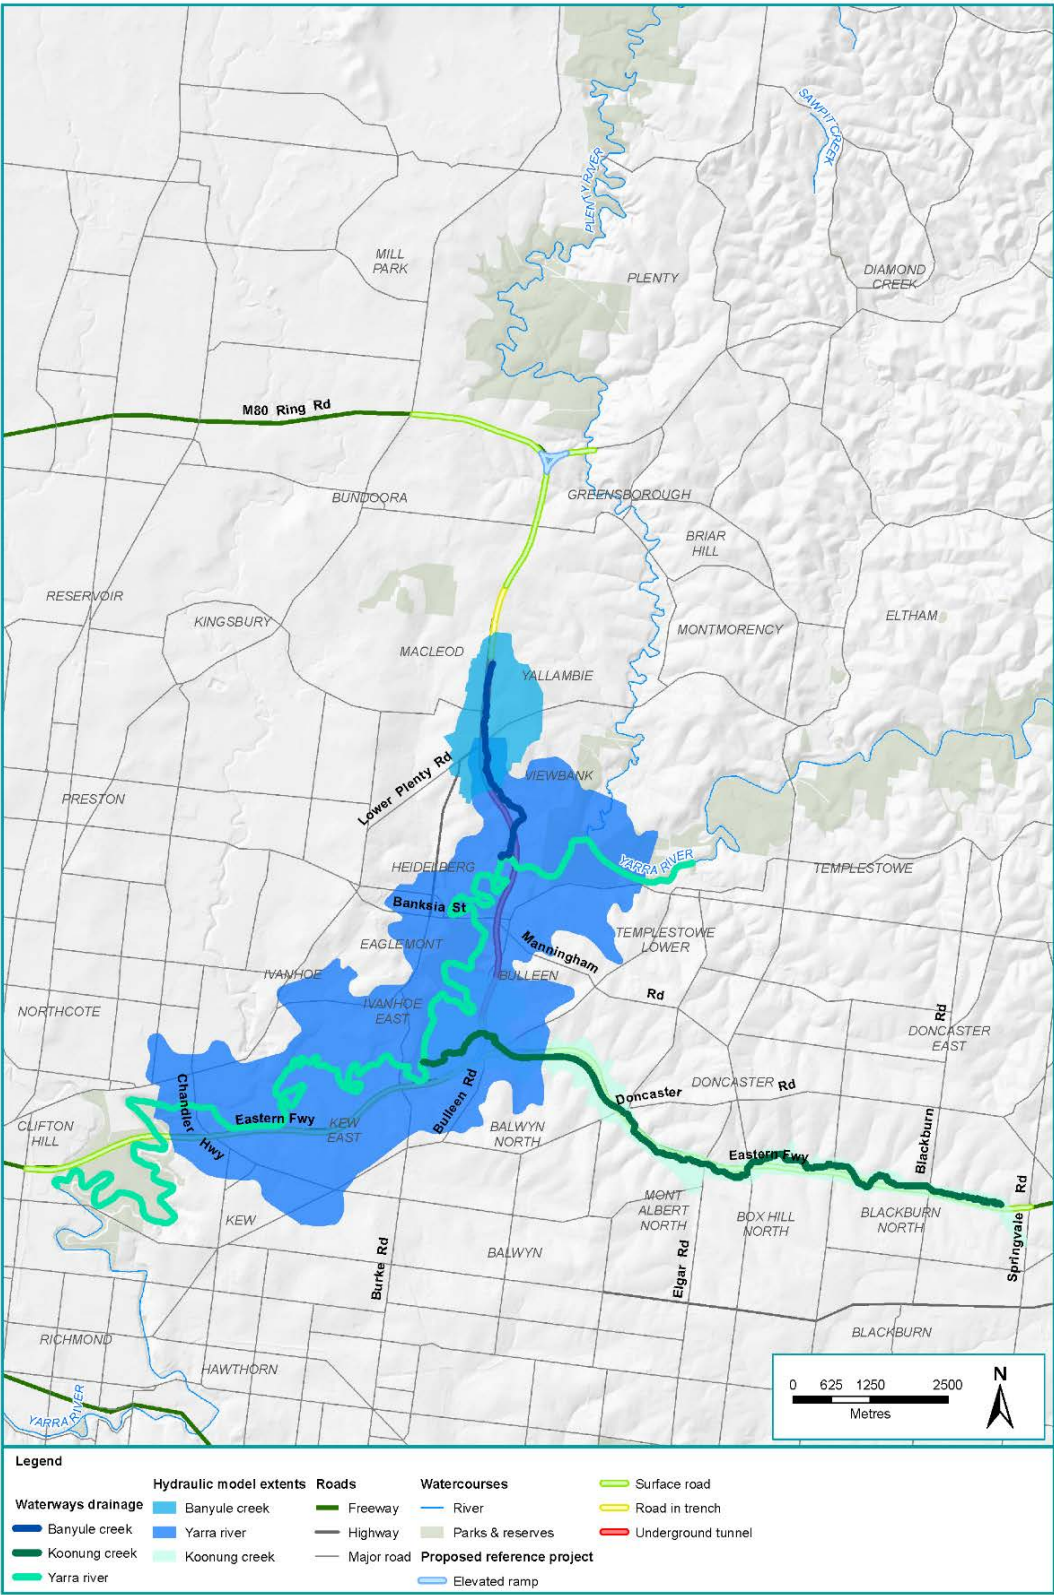 SAWPIT CREEK
PLENTY RIVER
MILL
PARK
PLENTY
DIAMOND
CREEK
M80 Ring Rd
BUNDOORA
GREENSBOROUGH
BRIAR
HILL
RESERVOIR
KINGSBURY
ELTHAM
MONTMORENCY
MACLEOD
YALLAMBIE
Lower Plenty Rd
VIEWBANK
PRESTON
HEIDELBERG
YARRA RIVER
TEMPLESTOWE
Banksia St
EAGLEMONT
Manningham
Rd
TEMPLESTOWE
LOWER
IVANHOE
BULLEEN
IVANHOE
EAST
NORTHCOTE
Rd
DONCASTER
EAST
Chandler
Hwy
Bulleen Rd
DONCASTER
Doncaster
Rd
Eastern Fwy
CLIFTON
HILL
KEW
EAST
BALWYN
NORTH
Blackburn
Eastern Fwy
MONT
ALBERT
NORTH
BOX HILL
NORTH
BLACKBURN
NORTH
Springvale Rd
KEW
BALWYN
Burke Rd
Elgar Rd
RICHMOND
HAWTHORN
BLACKBURN
YARRA RIVER
N
0 625 1250 2500
Metres
Legend
Waterways drainage
Banyule creek
Koonung creek
Yarra river
Hydraulic model extents
Banyule creek
Yarra river
Koonung creek
Roads
Freeway
Highway
Major road
Watercourses
River
Parks & reserves
Proposed reference project
Elevated ramp
Surface road
Road in trench
Underground tunnel